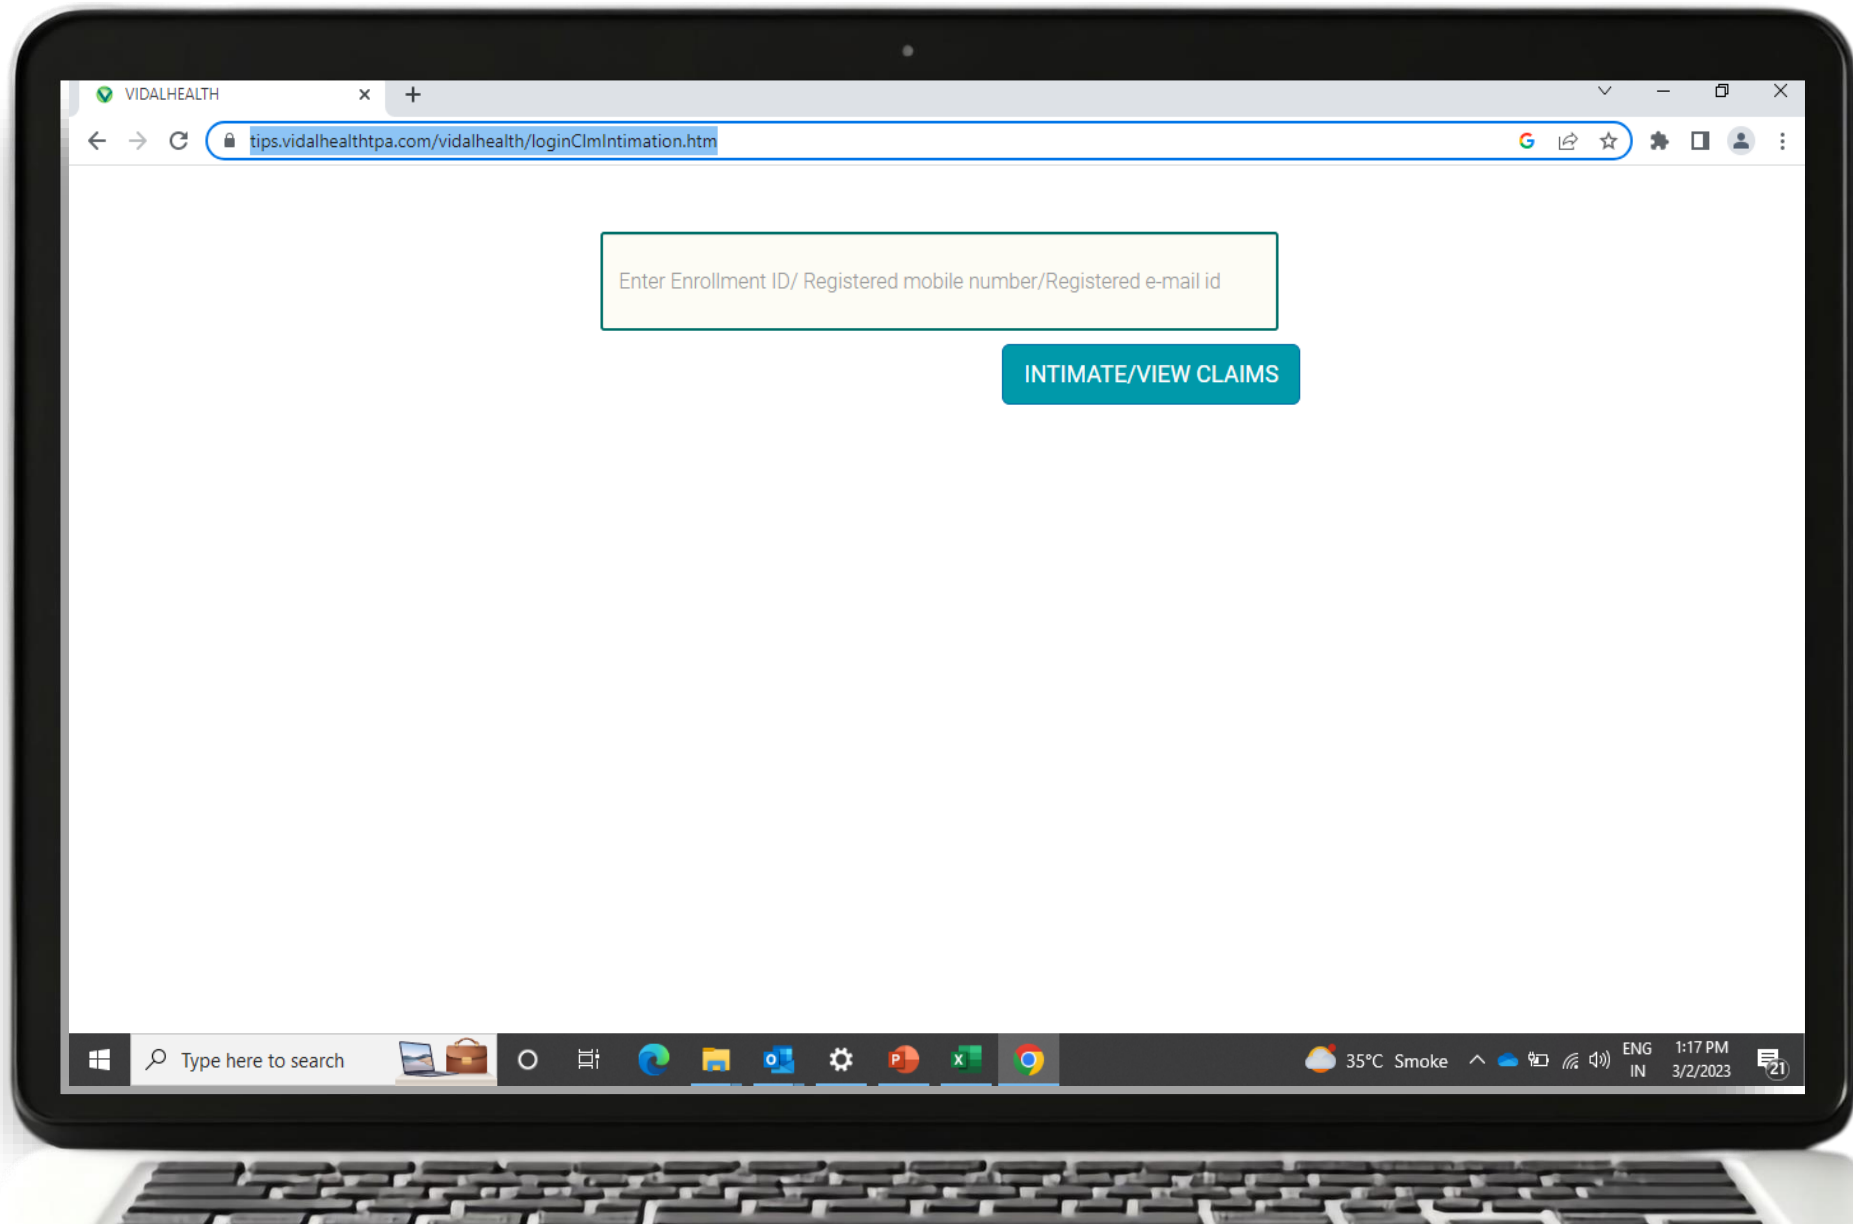 VIDALHEALTH
tips.vidalhealthtpa.com/vidalhealth/loginClmIntimation.htm
Enter Enrollment ID/ Registered mobile number/Registered e-mail id
INTIMATE/VIEW CLAIMS
Type here to search
35°C Smoke
ENG
IN
1:17 PM
3/2/2023
21